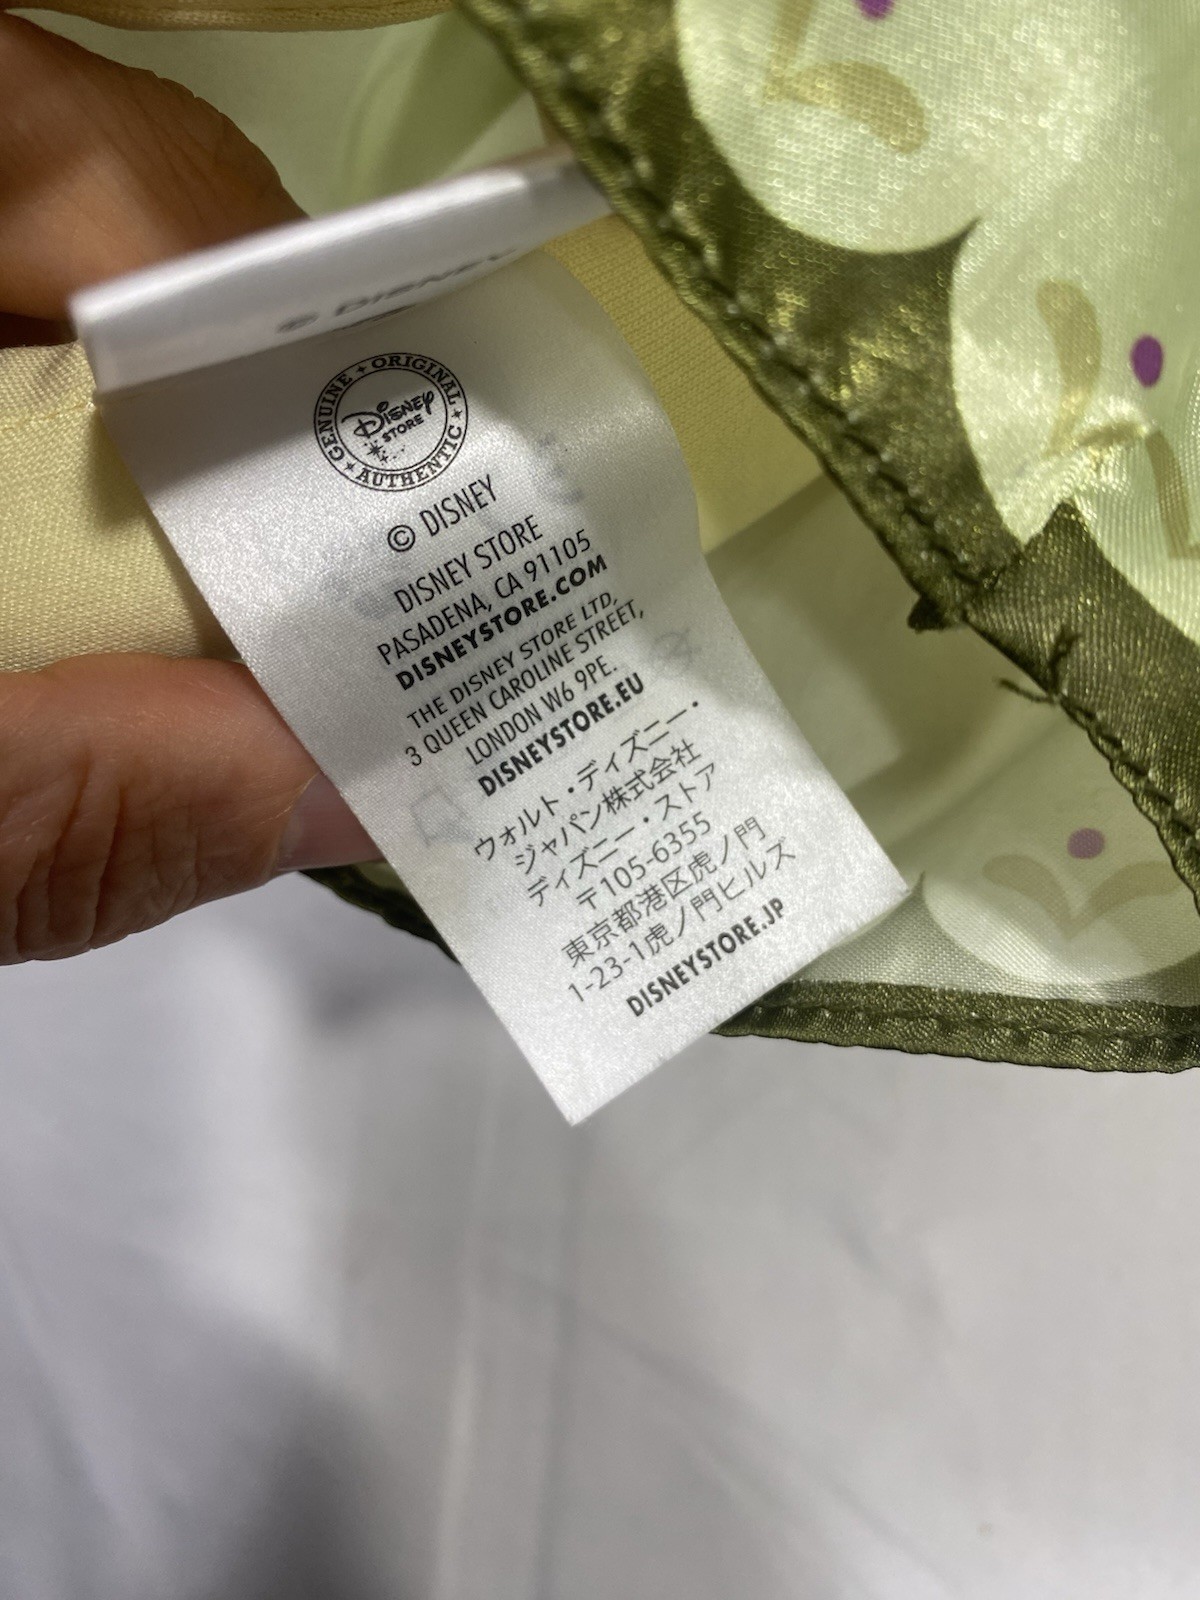 © DISNEY
GENUINE ORIGINAL
DISNEY
STORE
AUTHENTIC
© DISNEY
DISNEY STORE
PASADENA, CA 91105
DISNEYSTORE.COM
THE DISNEY STORE LTD,
3 QUEEN CAROLINE STREET,
LONDON W6 9PE.
DISNEYSTORE.EU
ウォルト・ディズニー・
ジャパン株式会社
ディズニー・ストア
〒105-6355
東京都港区虎ノ門
1-23-1虎ノ門ヒルズ
DISNEYSTORE.JP